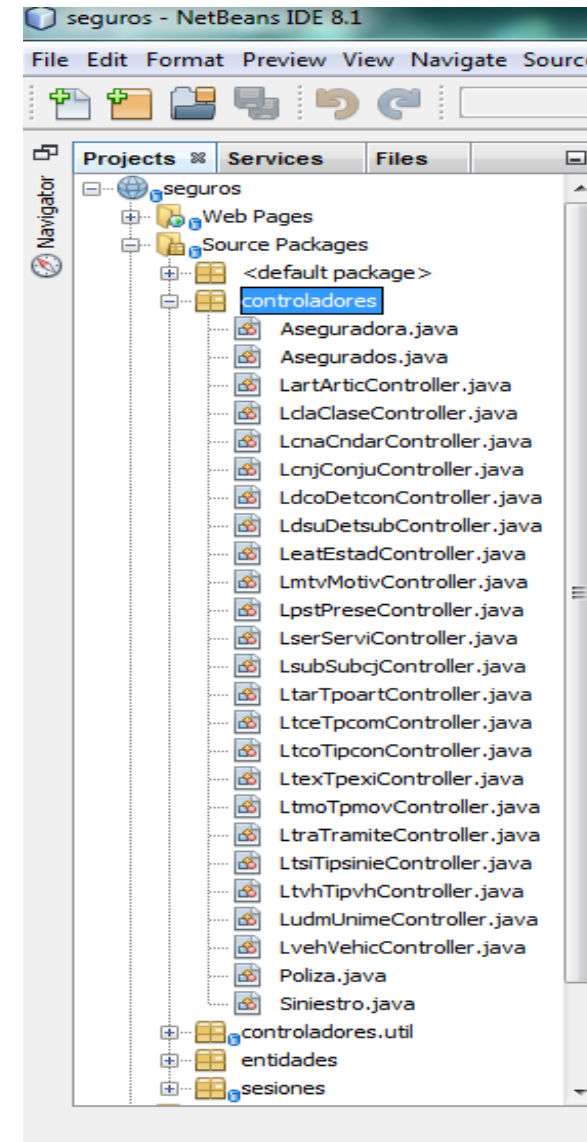 seguros - NetBeans IDE 8.1
File Edit Format Preview View Navigate Sourc
Projects Services Files
Navigator
seguros
Web Pages
Source Packages
<default package>
controladores
Aseguradora.java
Asegurados.java
LartArticController.java
LclaClaseController.java
LcnaCndarController.java
LcnjConjuController.java
LdcoDetconController.java
LdsuDetsubController.java
LeatEstadController.java
LmtvMotivController.java
LpstPreseController.java
LserServiController.java
LsubSubcjController.java
LtarTpoartController.java
LtceTpcomController.java
LtcoTipconController.java
LtexTpexiController.java
LtmoTpmovController.java
LtraTramiteController.java
LtsiTipsinieController.java
LtvhTipvhController.java
LudmUnimeController.java
LvehVehicController.java
Poliza.java
Siniestro.java
controladores.util
entidades
sesiones